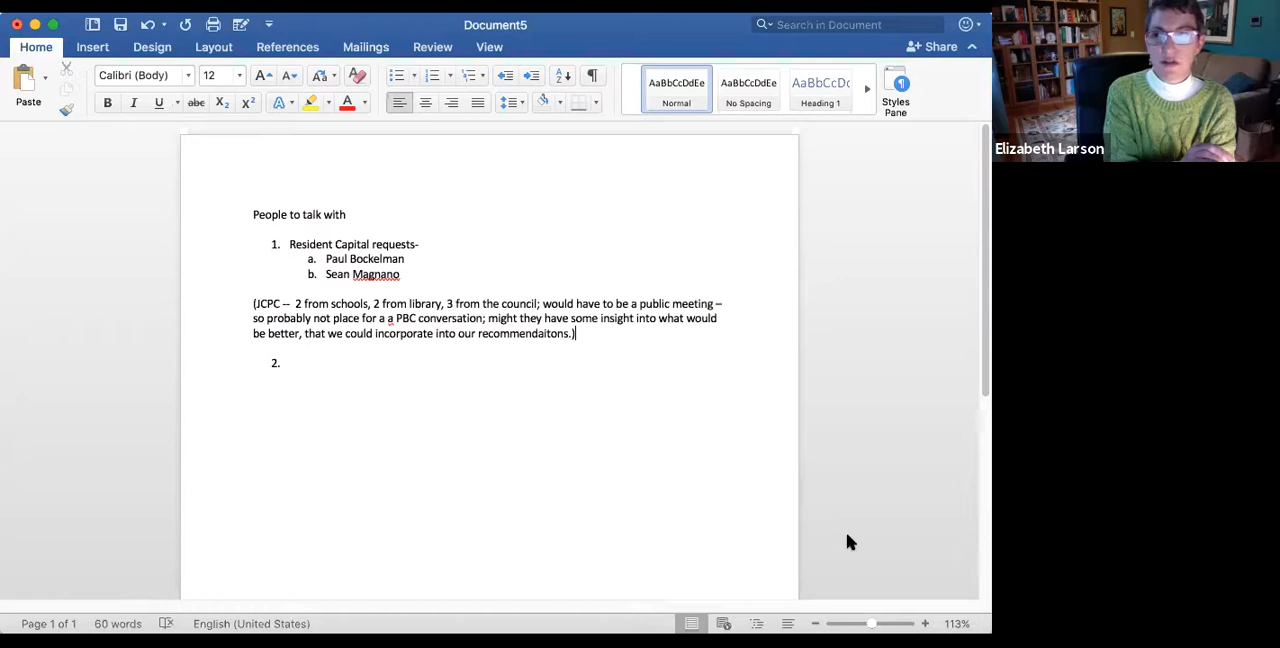 Document5
Search in Document
Home Insert Design Layout References Mailings Review View
Share
Paste
Calibri (Body) 12
AaBbCcDdEe AaBbCcDdEe AaBbCcDc
Normal No Spacing Heading 1
Styles
Pane
B I U abc X₂ X²
Elizabeth Larson
People to talk with
1. Resident Capital requests-
a. Paul Bockelman
b. Sean Magnano
(JCPC -- 2 from schools, 2 from library, 3 from the council; would have to be a public meeting –
so probably not place for a a PBC conversation; might they have some insight into what would
be better, that we could incorporate into our recommendaitons.)
2.
Page 1 of 1 60 words English (United States) 113%